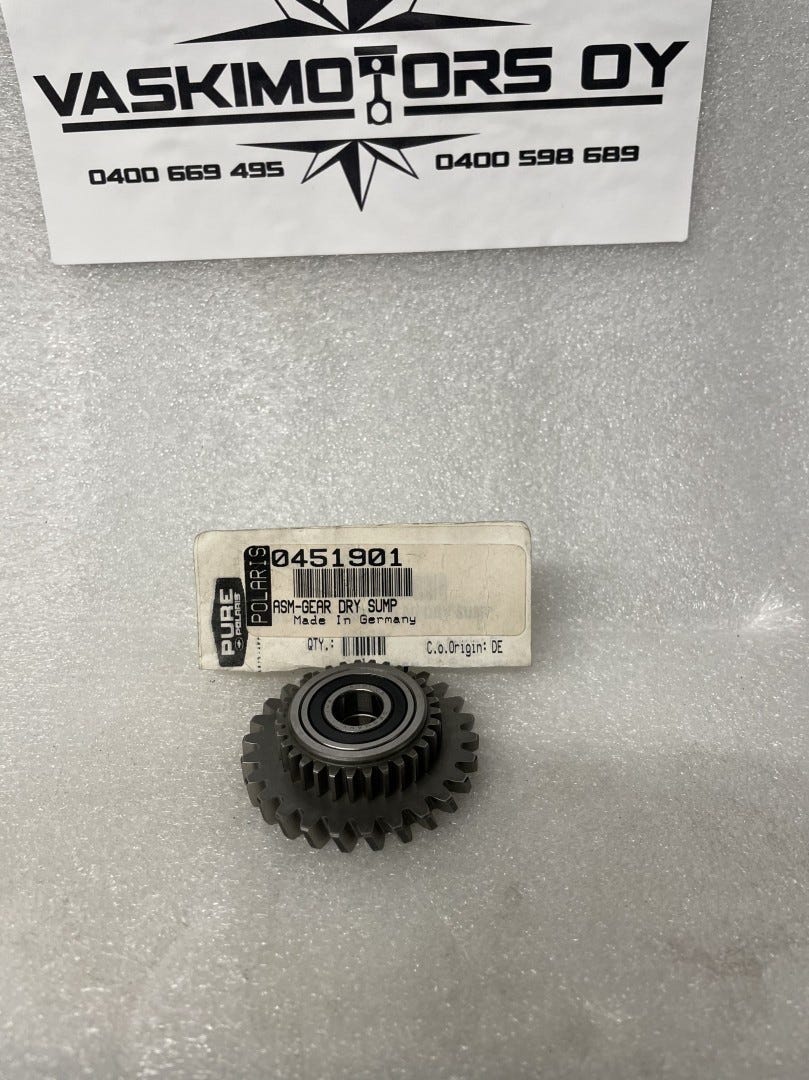 VASKIMOTORS OY
0400 669 495
0400 598 689
POLARIS
0451901
PURE
POLARIS
ASM-GEAR DRY SUMP
Made In Germany
QTY.:
C.o.Origin: DE